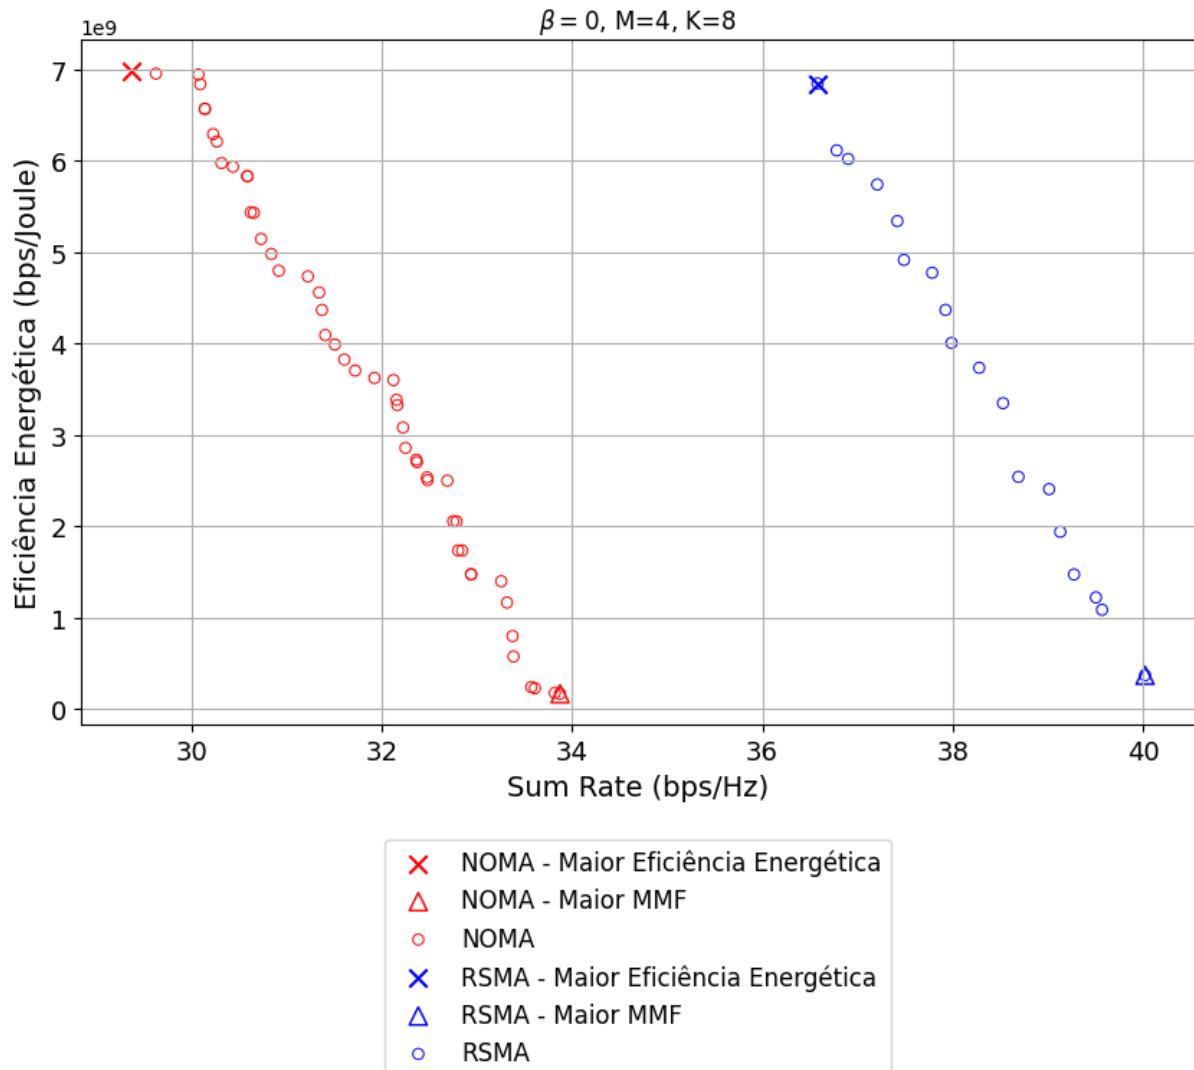 β = 0, M=4, K=8
1e9
7
6
5
4
3
2
1
0
Eficiência Energética (bps/Joule)
30 32 34 36 38 40
Sum Rate (bps/Hz)
NOMA - Maior Eficiência Energética
NOMA - Maior MMF
NOMA
RSMA - Maior Eficiência Energética
RSMA - Maior MMF
RSMA